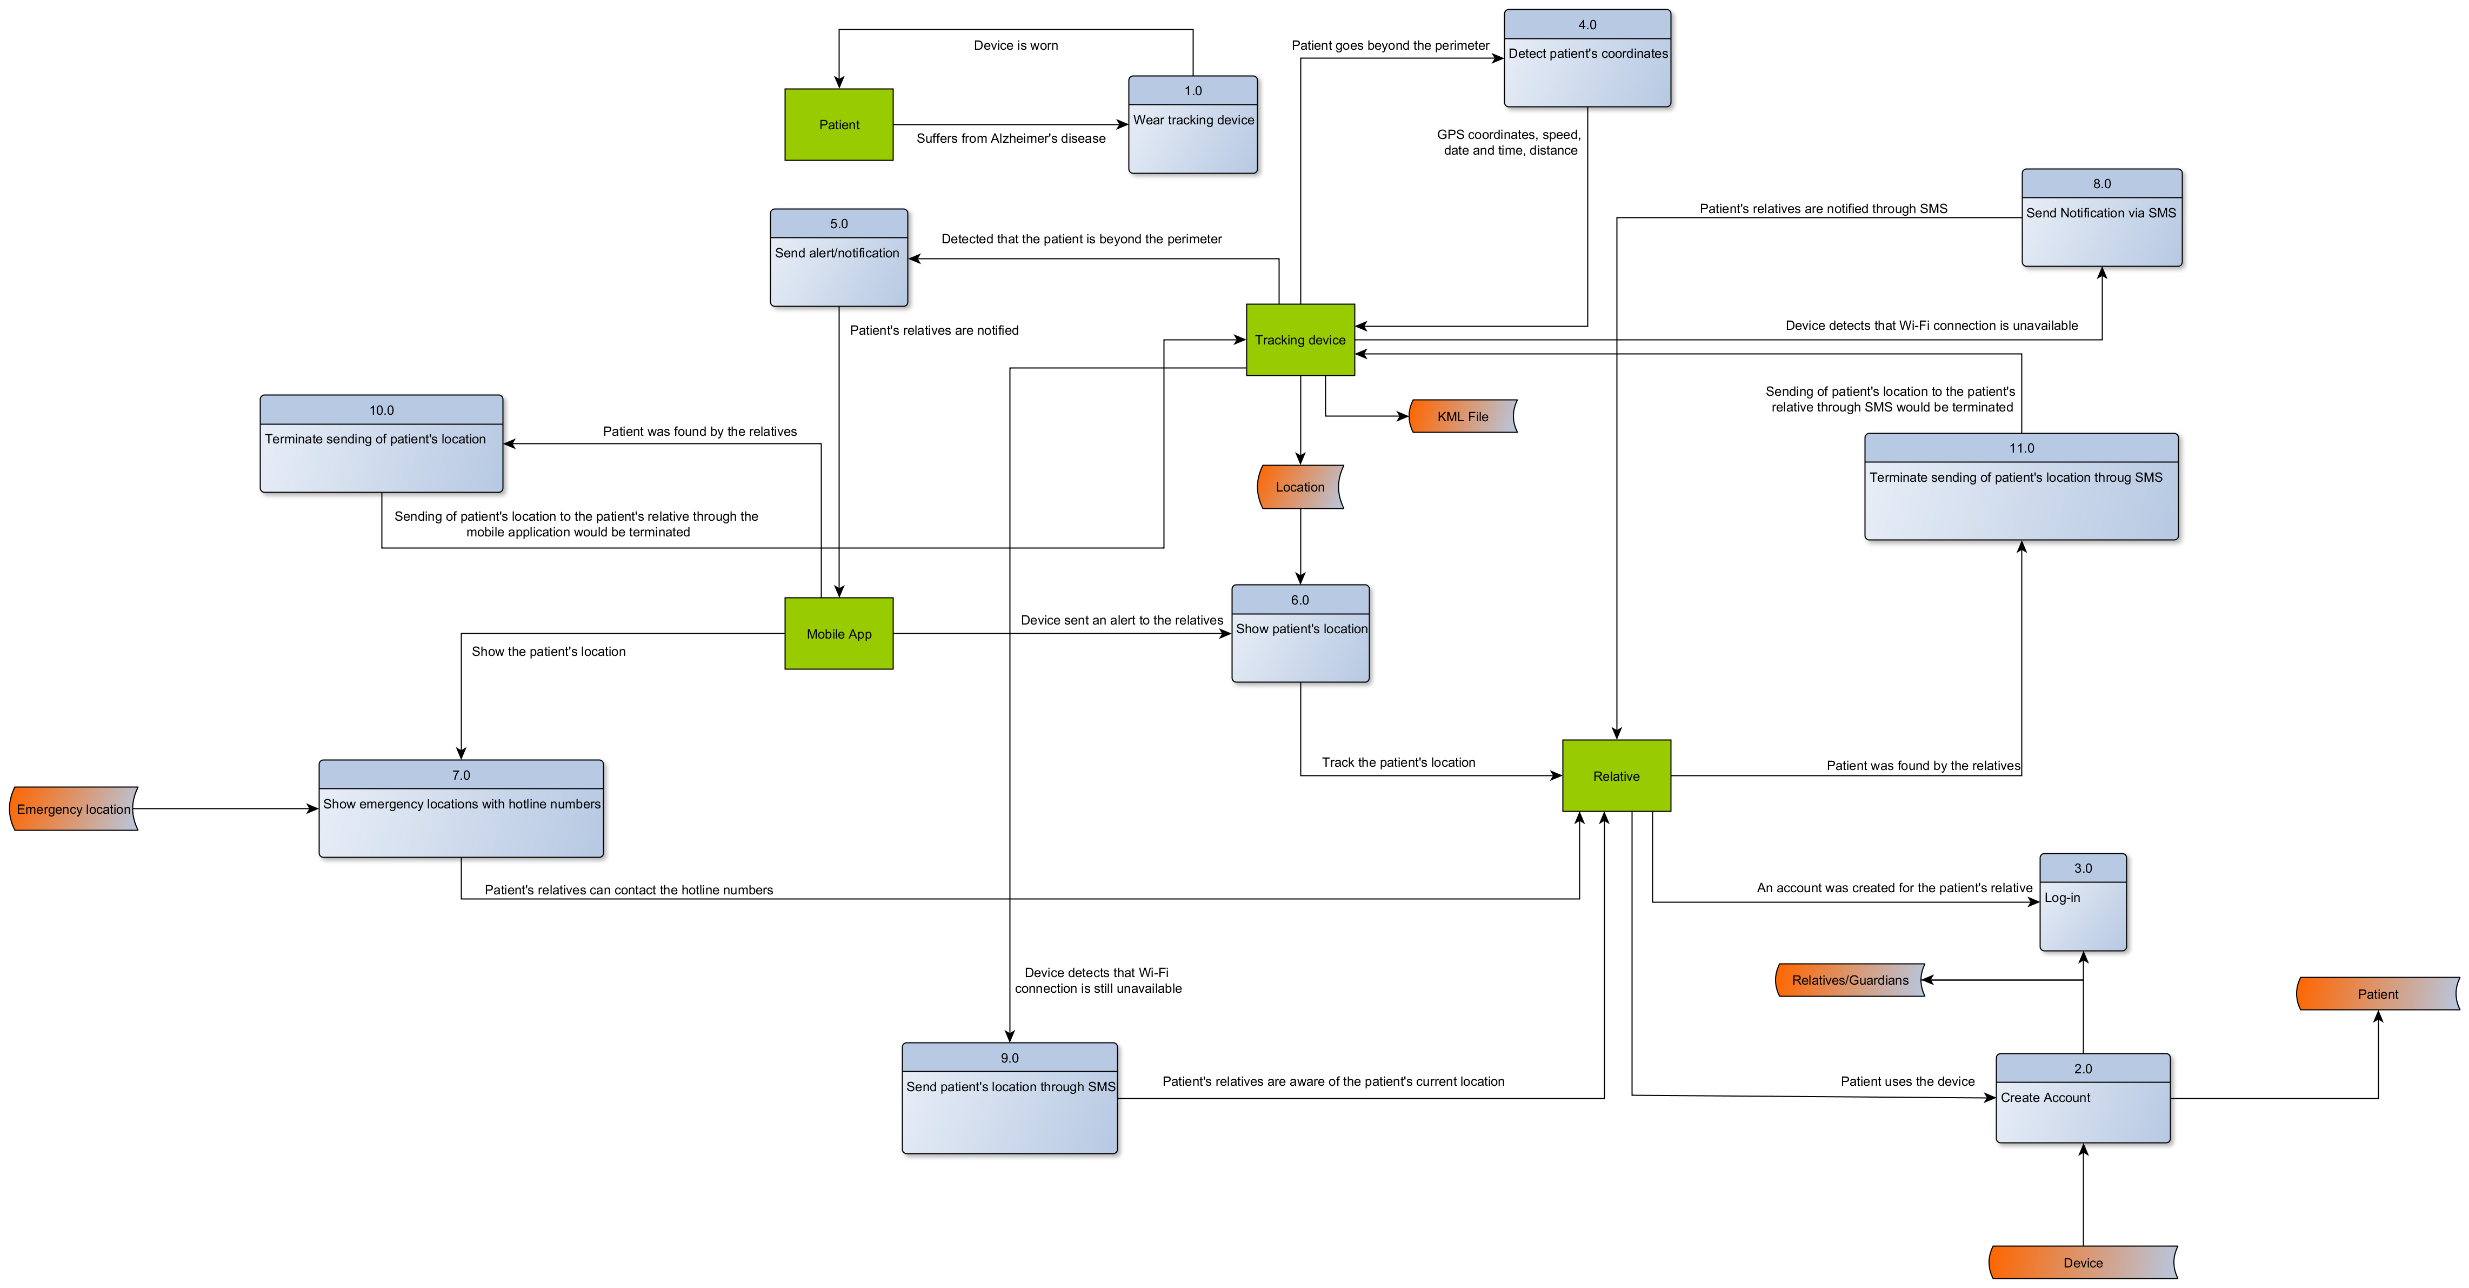 4.0
Detect patient's coordinates
Patient goes beyond the perimeter
Device is worn
1.0
Wear tracking device
Patient
Suffers from Alzheimer's disease
GPS coordinates, speed,
date and time, distance
8.0
Send Notification via SMS
Patient's relatives are notified through SMS
5.0
Send alert/notification
Detected that the patient is beyond the perimeter
Patient's relatives are notified
Tracking device
Device detects that Wi-Fi connection is unavailable
10.0
Terminate sending of patient's location
Patient was found by the relatives
KML File
Sending of patient's location to the patient's
relative through SMS would be terminated
11.0
Terminate sending of patient's location throug SMS
Location
Sending of patient's location to the patient's relative through the
mobile application would be terminated
6.0
Show patient's location
Device sent an alert to the relatives
Mobile App
Show the patient's location
Track the patient's location
Relative
Patient was found by the relatives
7.0
Show emergency locations with hotline numbers
Emergency location
Patient's relatives can contact the hotline numbers
3.0
Log-in
An account was created for the patient's relative
Device detects that Wi-Fi
connection is still unavailable
Relatives/Guardians
Patient
9.0
Send patient's location through SMS
Patient's relatives are aware of the patient's current location
Patient uses the device
2.0
Create Account
Device